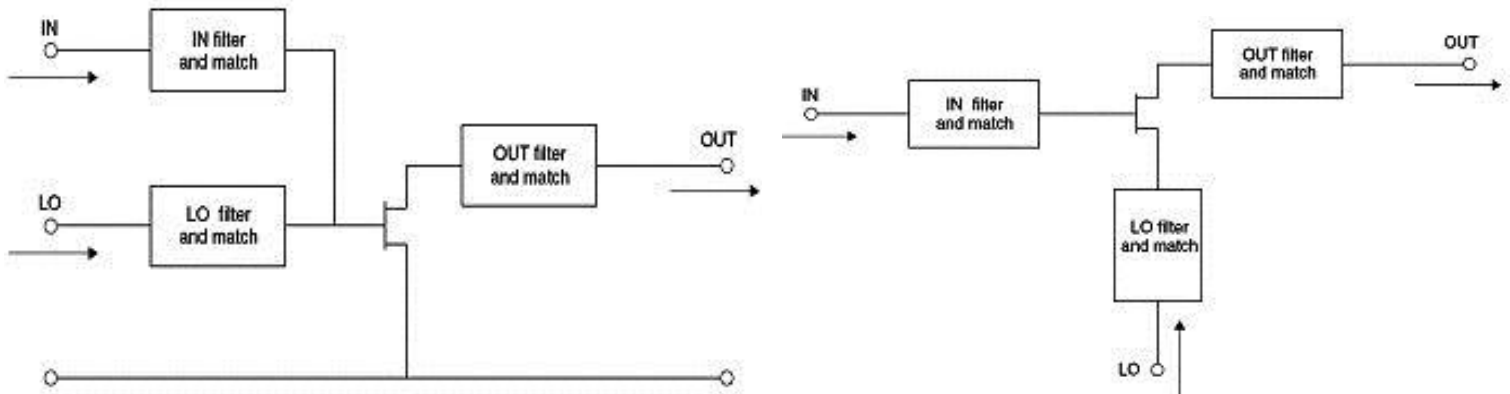 IN
IN filter
and match
LO
LO filter
and match
OUT filter
and match
OUT
IN
IN filter
and match
OUT filter
and match
OUT
LO filter
and match
LO